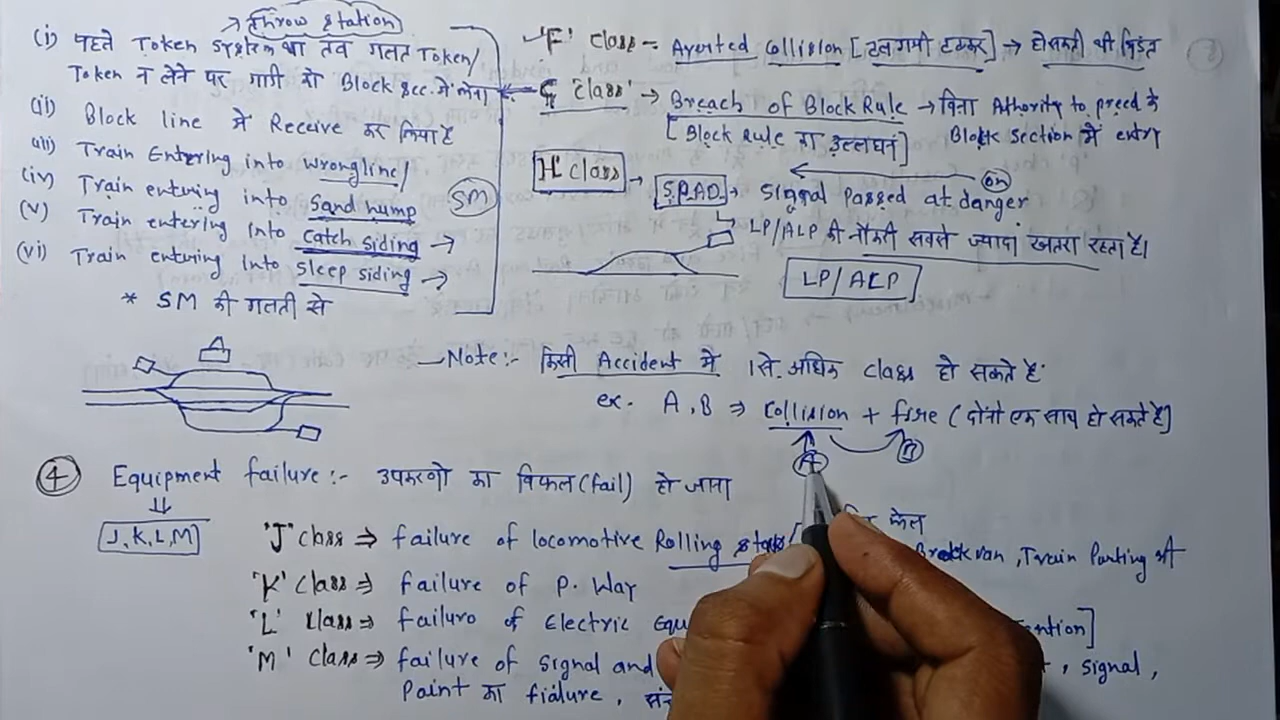 → Throw station
(i) पहले Token System था तब गलत Token/
Token न लेने पर गाडी को Block Sec. में लेना
(ii) Block line में Receive कर लिया है
(iii) Train Entering into Wrongline/
(iv) Train entering into Sand hump
(v) Train entering into Catch siding →
(vi) Train entering into sleep siding →
* SM की गलती से
SM
'F' class - Averted Collision [टलगयी टक्कर] → हो सकती थी भिड़ंत
G 'class' → Breach of Block Rule → बिना Athority to preed के
[Block Rule का उल्लघनं] Block Section में entry
'H' class → SPAD → Signal Passed at danger
on
LP/ALP की नौकरी सबसे ज्यादा खतरा रहता है।
LP/ALP
→ Note:- किसी Accident में 1से अधिक class हो सकते है
ex. A, B ⇒ Collision + fire (दोनो एक साथ हो सकते है]
A B
④ Equipment failure:- उपकरणो का विफल (fail) हो जाना
⇓
J, K, L, M
'J' class ⇒ failure of locomotive Rolling फेल
Breakvan, Train Parting की
'K' class ⇒ failure of P. Way
'L' class ⇒ failure of Electric
'M' class ⇒ failure of Signal and , signal,
Paint का fialure,